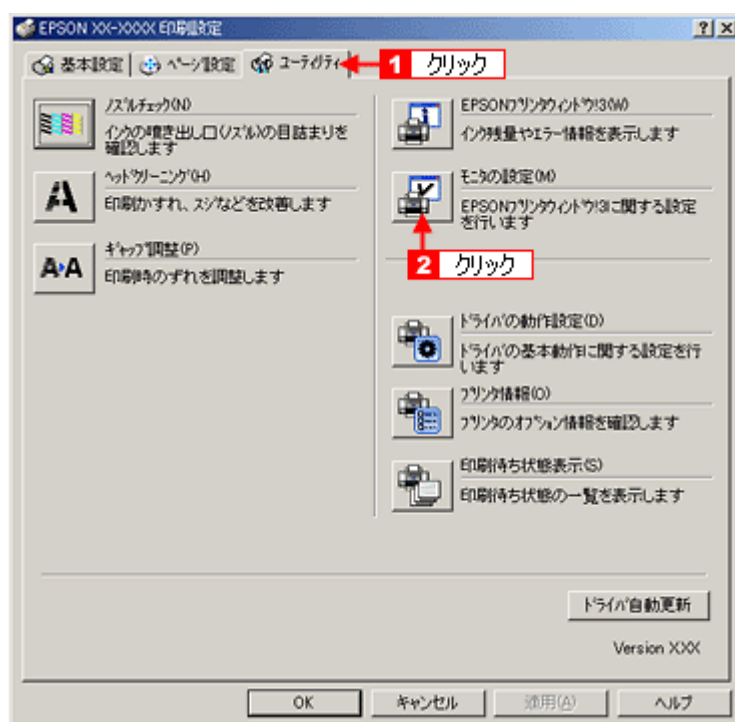 EPSON XX-XXXX 印刷設定
基本設定
ページ設定
ユーティリティ
1 クリック
ノズルチェック(N)
インクの噴き出し口(ノズル)の目詰まりを
確認します
ヘッドクリーニング(H)
印刷かすれ、スジなどを改善します
ギャップ調整(P)
印刷時のずれを調整します
EPSONプリンタウィンドウ!3(W)
インク残量やエラー情報を表示します
モニタの設定(M)
EPSONプリンタウィンドウ!3に関する設定
を行います
2 クリック
ドライバの動作設定(D)
ドライバの基本動作に関する設定を行
います
プリンタ情報(O)
プリンタのオプション情報を確認します
印刷待ち状態表示(S)
印刷待ち状態の一覧を表示します
ドライバ自動更新
Version XXX
OK
キャンセル
適用(A)
ヘルプ